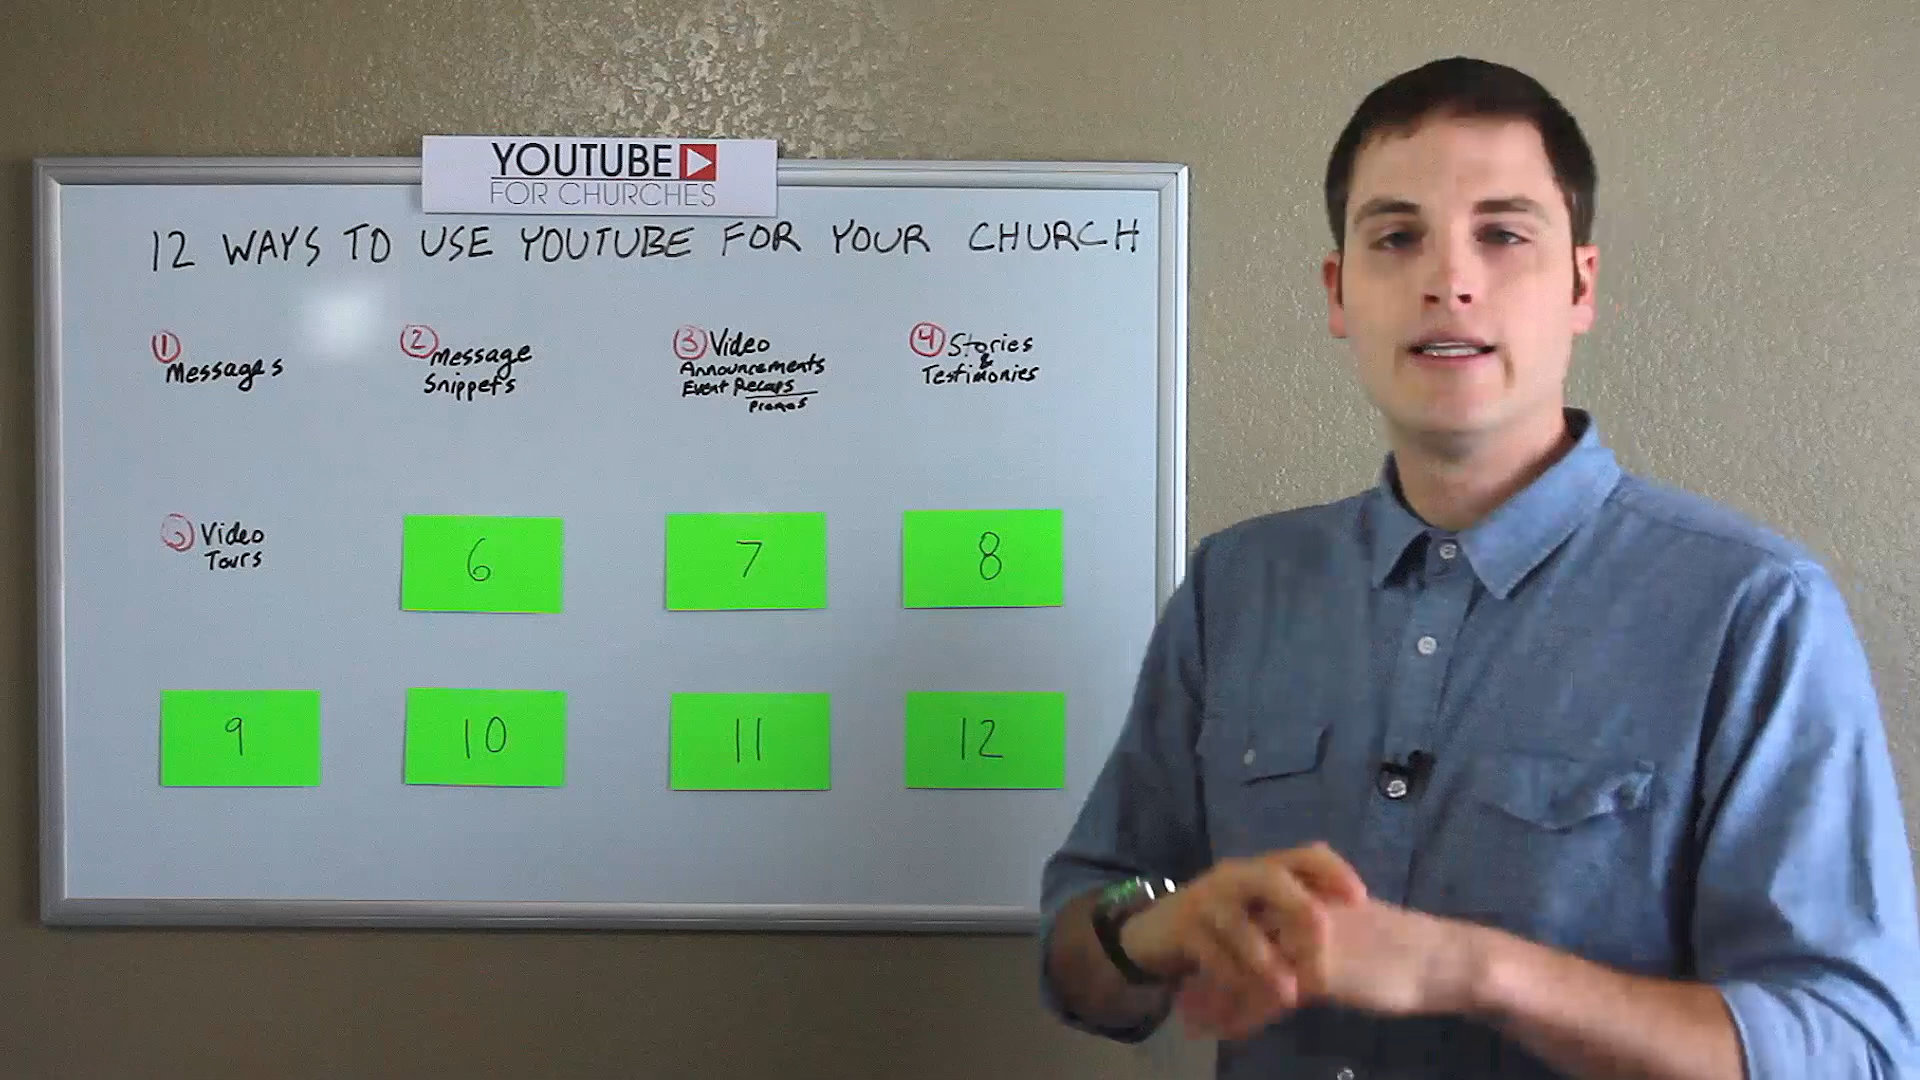 YOUTUBE
FOR CHURCHES
12 WAYS TO USE YOUTUBE FOR YOUR CHURCH
1
Messages
2 Message
Snippets
3 Video
Announcements
Event Recaps
Promos
4 Stories
&
Testimonies
5 Video
Tours
6
7
8
9
10
11
12